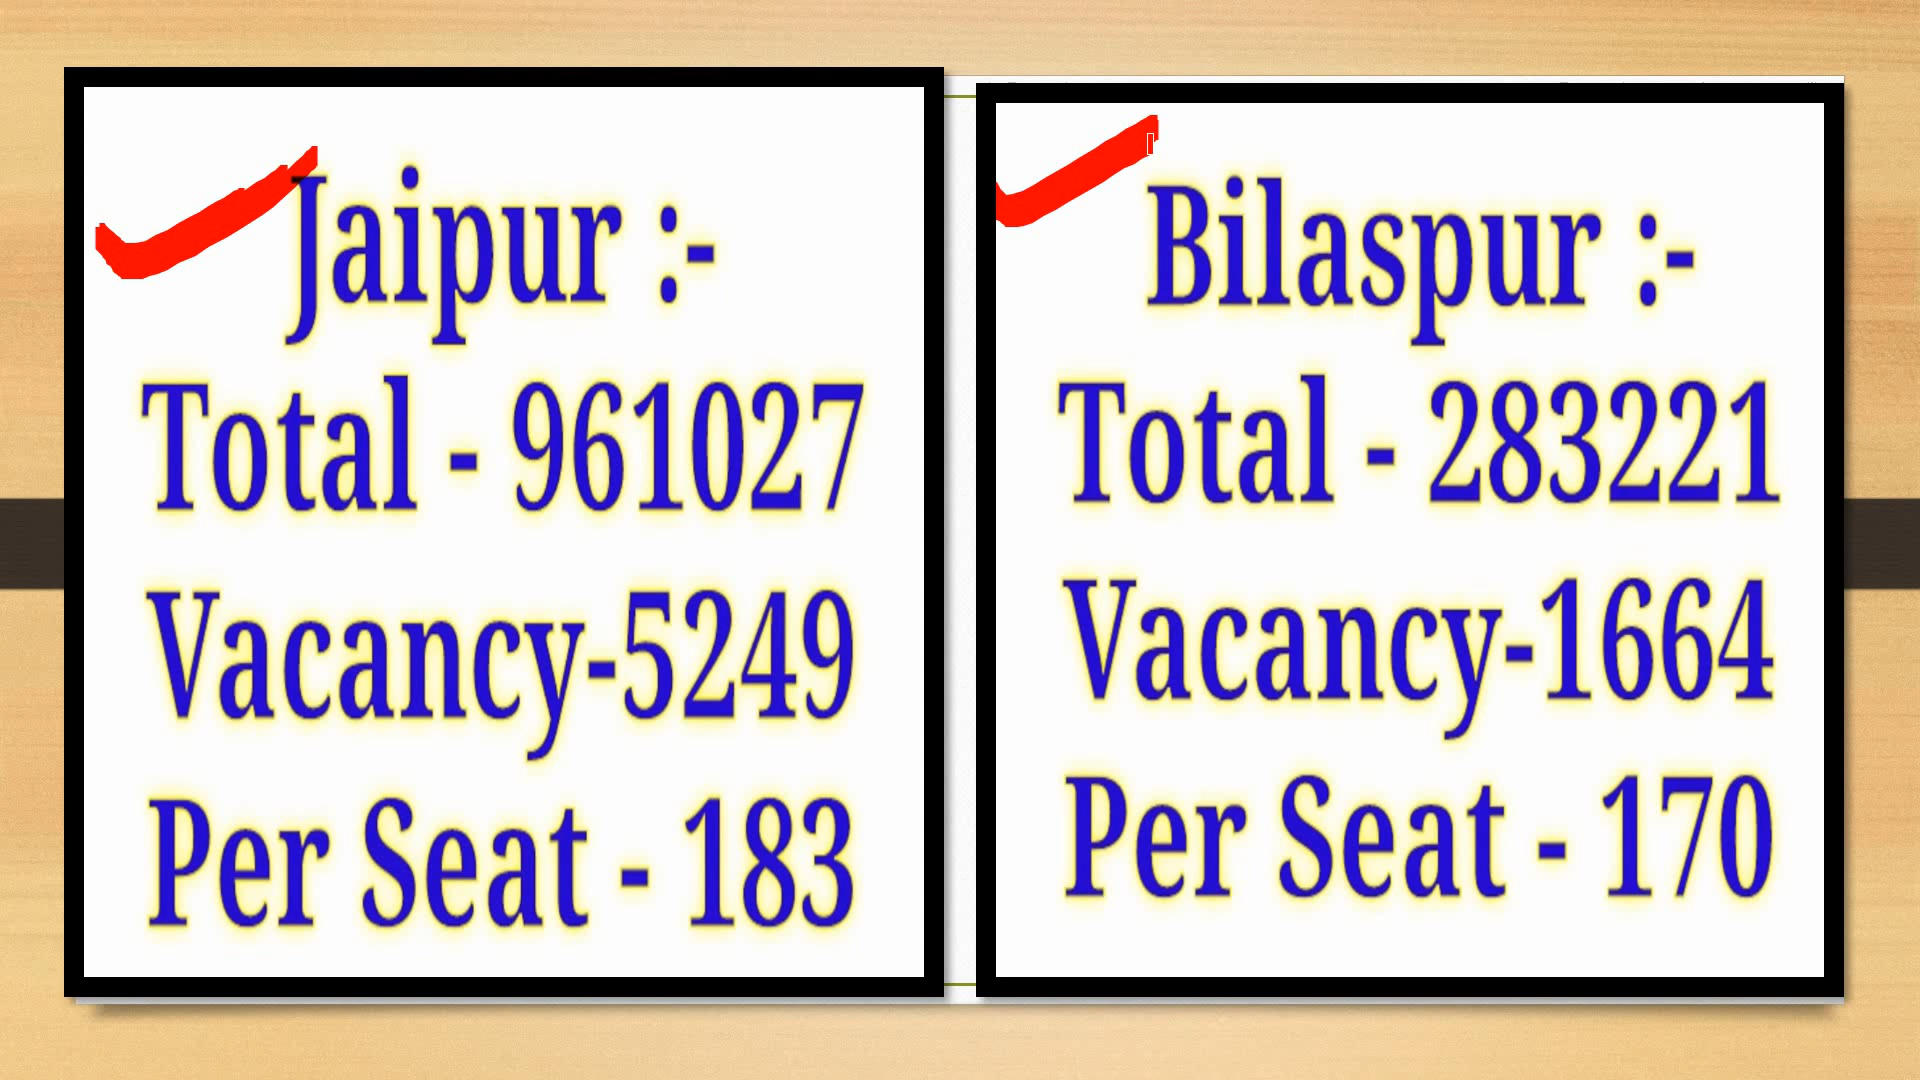 Jaipur :-
Total - 961027
Vacancy-5249
Per Seat - 183
Bilaspur :-
Total - 283221
Vacancy-1664
Per Seat - 170